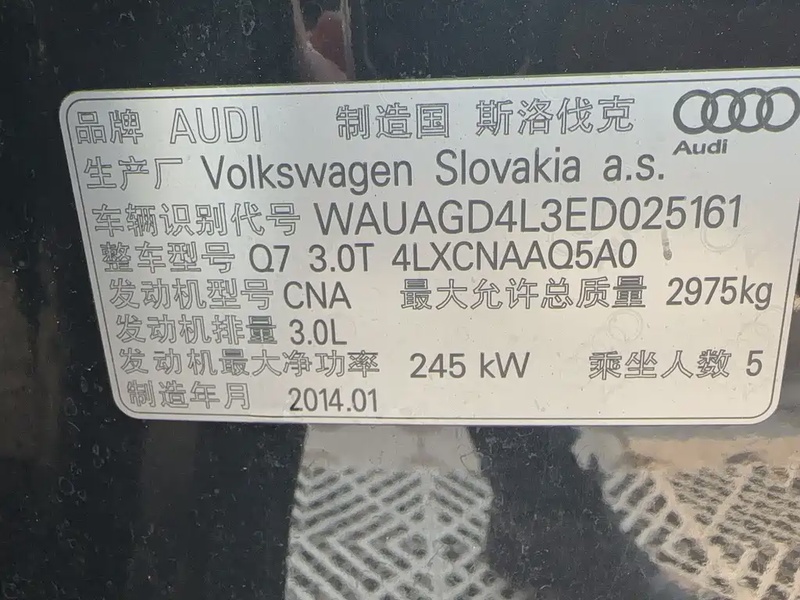 品牌 AUDI 制造国 斯洛伐克
Audi
生产厂 Volkswagen Slovakia a.s.
车辆识别代号 WAUAGD4L3ED025161
整车型号 Q7 3.0T 4LXCNAAQ5A0
发动机型号 CNA 最大允许总质量 2975kg
发动机排量 3.0L
发动机最大净功率 245 kW 乘坐人数 5
制造年月 2014.01